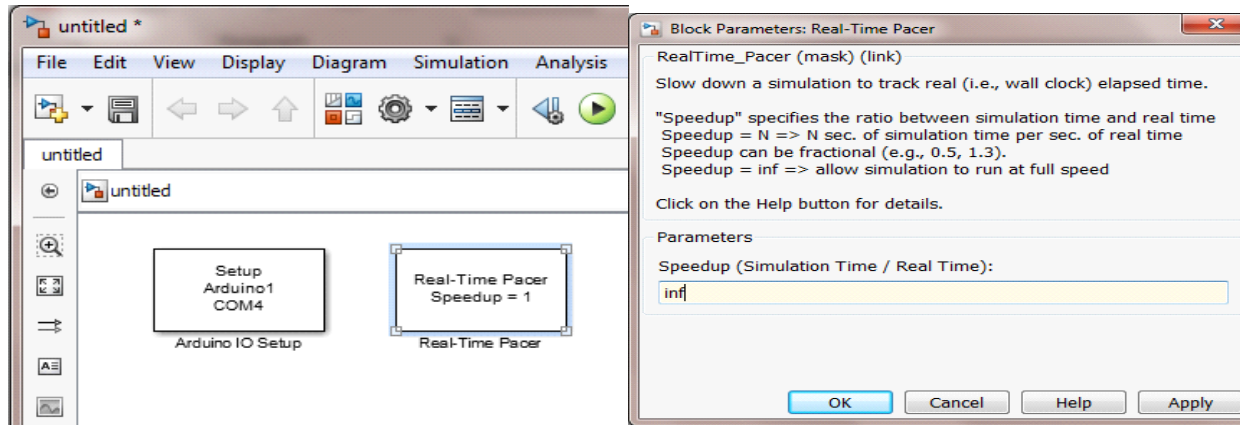 untitled *
File Edit View Display Diagram Simulation Analysis
untitled
untitled
Setup
Arduino1
COM4
Arduino IO Setup
Real-Time Pacer
Speedup = 1
Real-Time Pacer
Block Parameters: Real-Time Pacer
RealTime_Pacer (mask) (link)
Slow down a simulation to track real (i.e., wall clock) elapsed time.
"Speedup" specifies the ratio between simulation time and real time
Speedup = N => N sec. of simulation time per sec. of real time
Speedup can be fractional (e.g., 0.5, 1.3).
Speedup = inf => allow simulation to run at full speed
Click on the Help button for details.
Parameters
Speedup (Simulation Time / Real Time):
inf
OK Cancel Help Apply